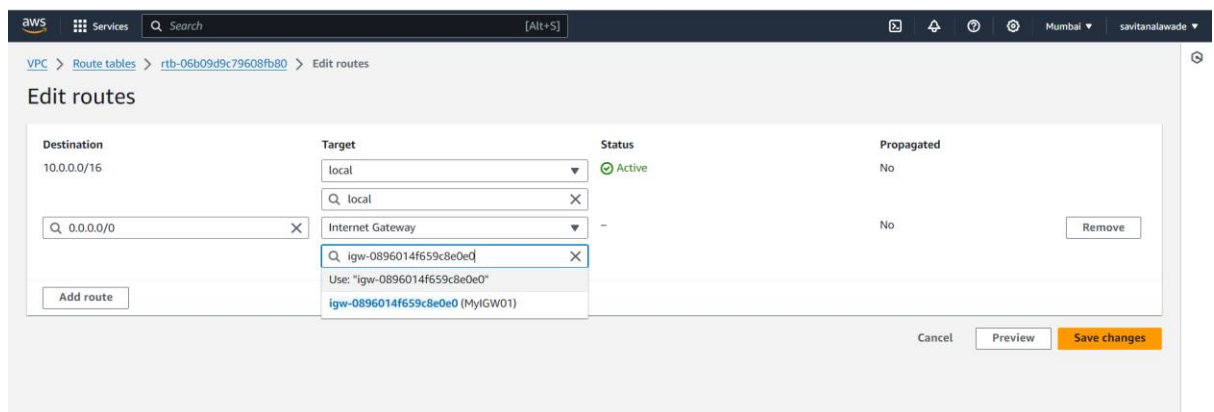 aws Services Search [Alt+S] Mumbai savitanalawade
VPC > Route tables > rtb-06b09d9c79608fb80 > Edit routes
Edit routes
Destination Target Status Propagated
10.0.0.0/16 local Active No
local
0.0.0.0/0 Internet Gateway – No Remove
igw-0896014f659c8e0e0
Use: "igw-0896014f659c8e0e0"
Add route igw-0896014f659c8e0e0 (MyIGW01)
Cancel Preview Save changes